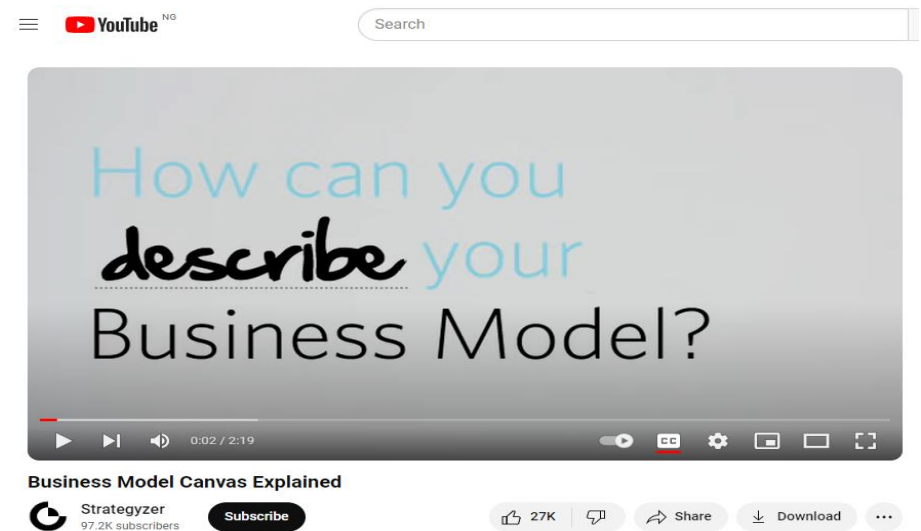 YouTube NG
Search
How can you
describe your
Business Model?
0:02 / 2:19
CC
Business Model Canvas Explained
Strategyzer
97.2K subscribers
Subscribe
27K
Share
Download